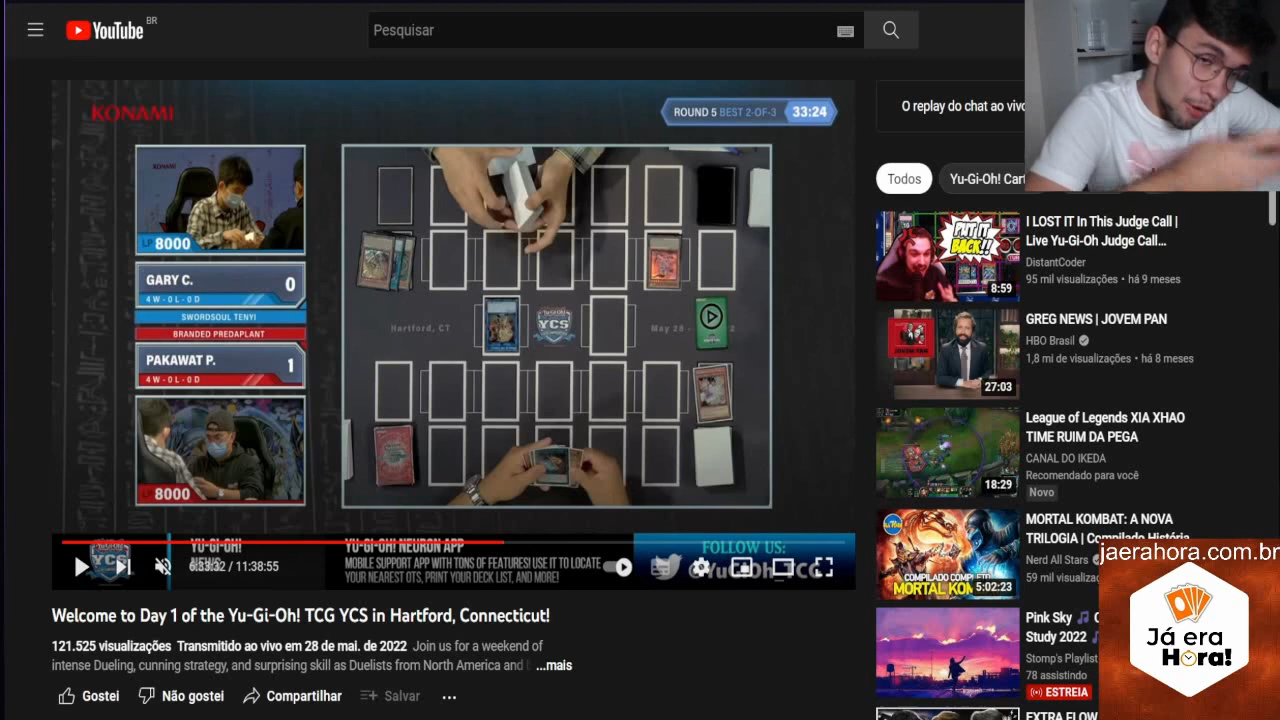 YouTube BR
Pesquisar
KONAMI
ROUND 5 BEST 2-OF-3 33:24
KONAMI
LP 8000
GARY C. 0
4W-0L-0D
SWORDSOUL TENYI
BRANDED PREDAPLANT
PAKAWAT P. 1
4W-0L-0D
LP 8000
Hartford, CT
YCS
May 28
YU-GI-OH!
NEWS
YU-GI-OH! NEURON APP
MOBILE SUPPORT APP WITH TONS OF FEATURES! USE IT TO LOCATE
YOUR NEAREST OTS, PRINT YOUR DECK LIST, AND MORE!
FOLLOW US:
6:33:32 / 11:38:55
Welcome to Day 1 of the Yu-Gi-Oh! TCG YCS in Hartford, Connecticut!
121.525 visualizações Transmitido ao vivo em 28 de mai. de 2022 Join us for a weekend of
intense Dueling, cunning strategy, and surprising skill as Duelists from North America and ...mais
Gostei Não gostei Compartilhar Salvar ...
O replay do chat ao vivo
Todos Yu-Gi-Oh! Cart
PUT IT
BACK!!
8:59
I LOST IT In This Judge Call |
Live Yu-Gi-Oh Judge Call...
DistantCoder
95 mil visualizações • há 9 meses
27:03
GREG NEWS | JOVEM PAN
HBO Brasil
1,8 mi de visualizações • há 8 meses
18:29
League of Legends XIA XHAO
TIME RUIM DA PEGA
CANAL DO IKEDA
Recomendado para você
Novo
COMPILADO COMPLETO
MORTAL KOM
5:02:23
MORTAL KOMBAT: A NOVA
TRILOGIA | Compilado História
Nerd All Stars
59 mil visualiza
Pink Sky
Study 2022
Stomp's Playlist
78 assistindo
ESTREIA
EXTRA FLOW
jaerahora.com.br
Já era
Hora!